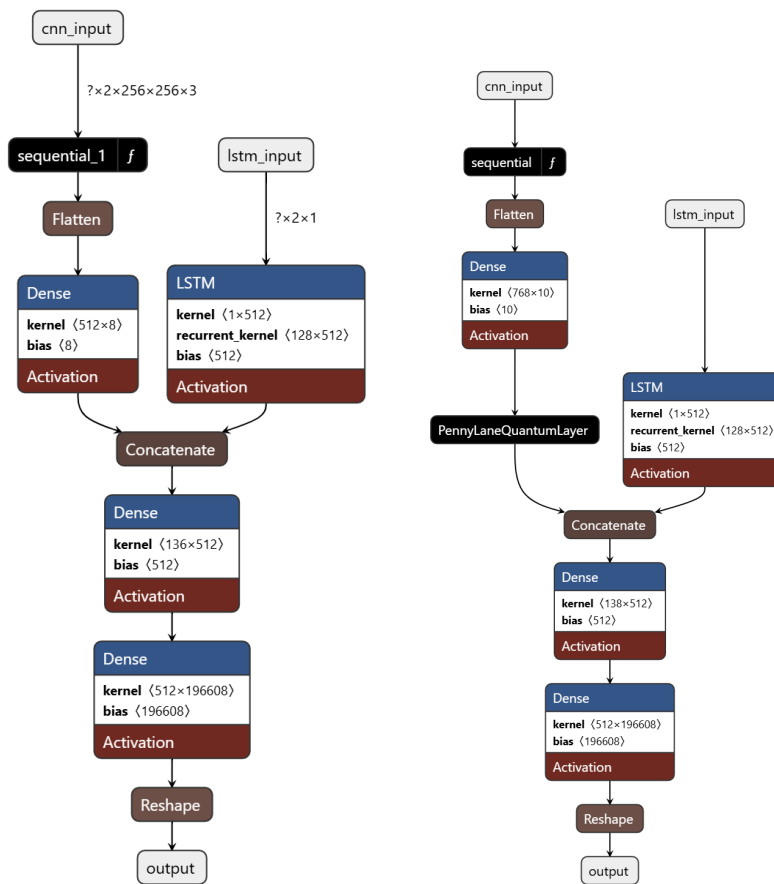 cnn_input
?×2×256×256×3
sequential_1 ƒ
lstm_input
Flatten
?×2×1
Dense
kernel ⟨512×8⟩
bias ⟨8⟩
Activation
LSTM
kernel ⟨1×512⟩
recurrent_kernel ⟨128×512⟩
bias ⟨512⟩
Activation
Concatenate
Dense
kernel ⟨136×512⟩
bias ⟨512⟩
Activation
Dense
kernel ⟨512×196608⟩
bias ⟨196608⟩
Activation
Reshape
output
cnn_input
sequential ƒ
Flatten
lstm_input
Dense
kernel ⟨768×10⟩
bias ⟨10⟩
Activation
LSTM
kernel ⟨1×512⟩
recurrent_kernel ⟨128×512⟩
bias ⟨512⟩
Activation
PennyLaneQuantumLayer
Concatenate
Dense
kernel ⟨138×512⟩
bias ⟨512⟩
Activation
Dense
kernel ⟨512×196608⟩
bias ⟨196608⟩
Activation
Reshape
output